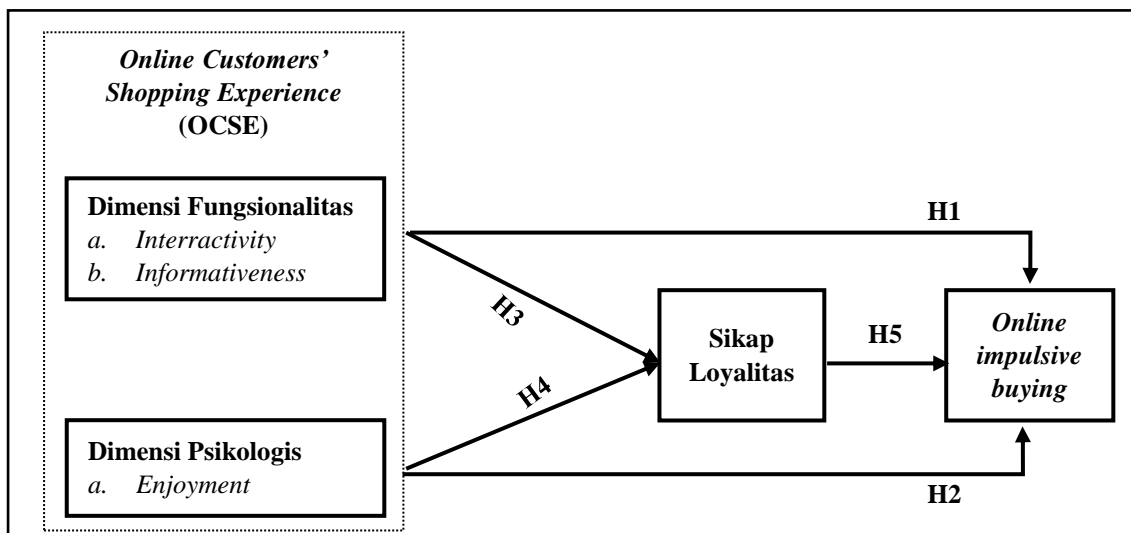 Online Customers’
Shopping Experience
(OCSE)
Dimensi Fungsionalitas
a. Interractivity
b. Informativeness
Dimensi Psikologis
a. Enjoyment
H1
H3
H4
Sikap
Loyalitas
H5
Online
impulsive
buying
H2